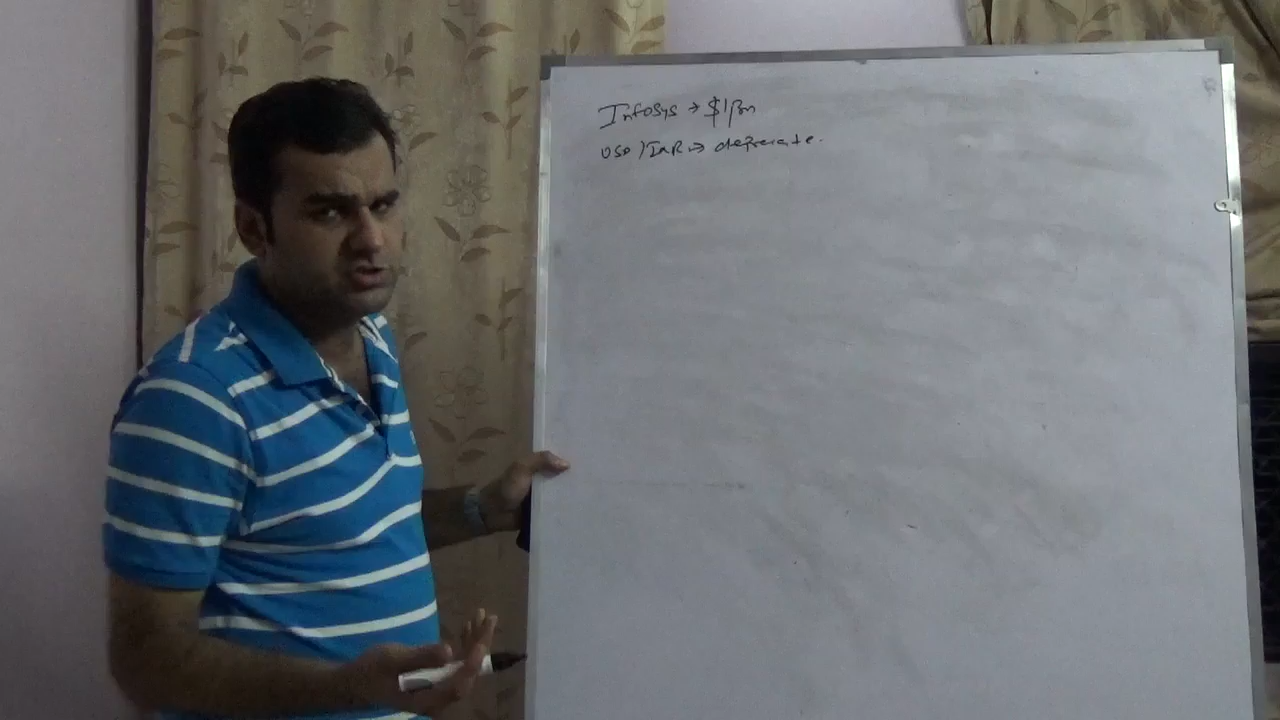 Infosys → $1Bn
USD/INR → depreciate.